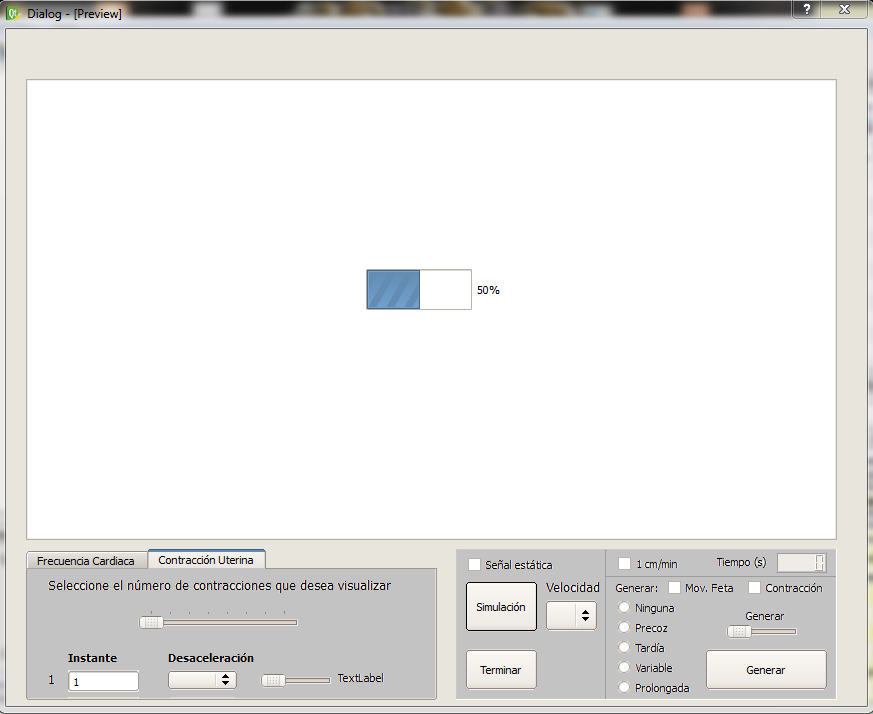 Dialog - [Preview]
?
50%
Frecuencia Cardiaca
Contracción Uterina
Seleccione el número de contracciones que desea visualizar
Instante
Desaceleración
1
1
TextLabel
Señal estática
Simulación
Velocidad
Terminar
1 cm/min
Tiempo (s)
Generar:
Mov. Feta
Contracción
Ninguna
Precoz
Tardía
Variable
Prolongada
Generar
Generar